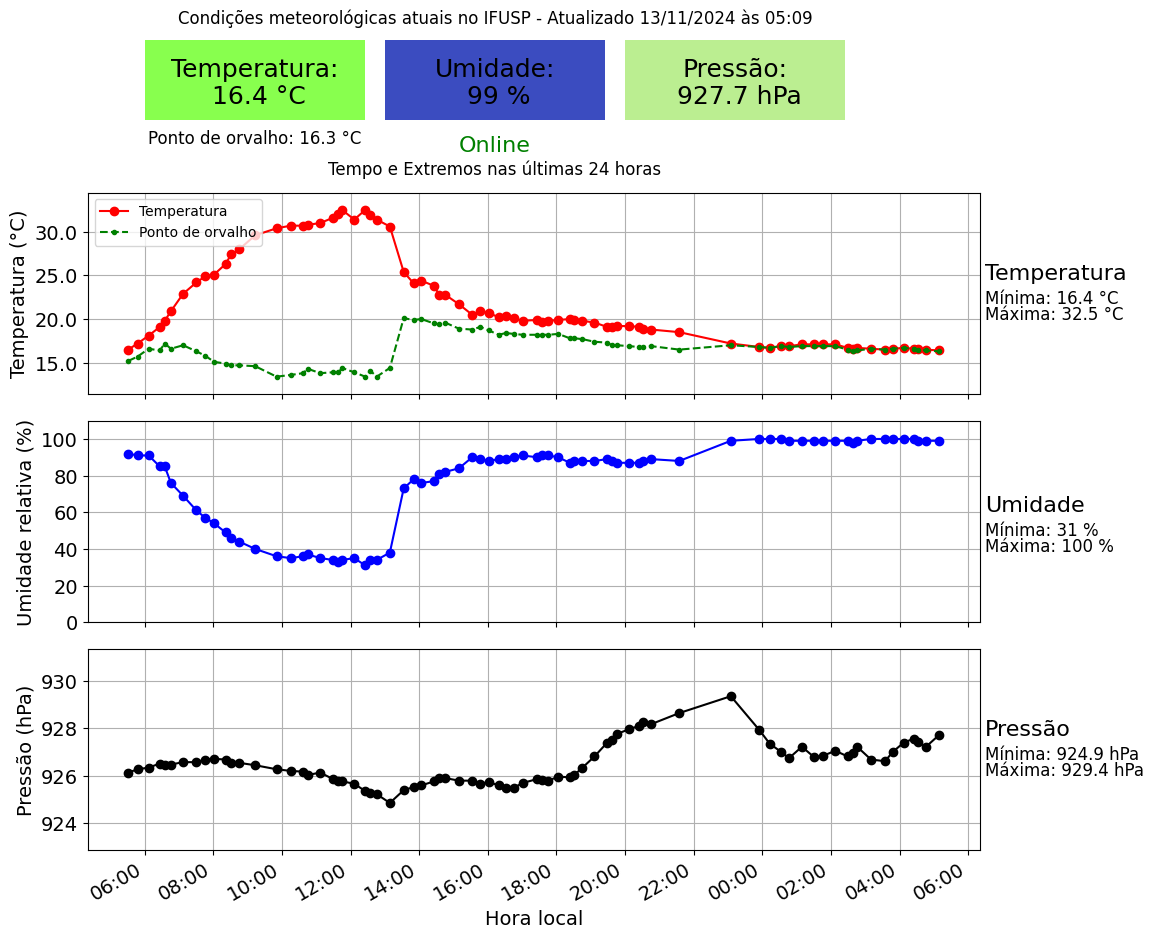 Condições meteorológicas atuais no IFUSP - Atualizado 13/11/2024 às 05:09
Temperatura:
16.4 °C
Umidade:
99 %
Pressão:
927.7 hPa
Ponto de orvalho: 16.3 °C
Online
Tempo e Extremos nas últimas 24 horas
Temperatura (°C)
30.0
25.0
20.0
15.0
Temperatura
Ponto de orvalho
Temperatura
Mínima: 16.4 °C
Máxima: 32.5 °C
Umidade relativa (%)
100
80
60
40
20
0
Umidade
Mínima: 31 %
Máxima: 100 %
Pressão (hPa)
930
928
926
924
Pressão
Mínima: 924.9 hPa
Máxima: 929.4 hPa
06:00
08:00
10:00
12:00
14:00
16:00
18:00
20:00
22:00
00:00
02:00
04:00
06:00
Hora local